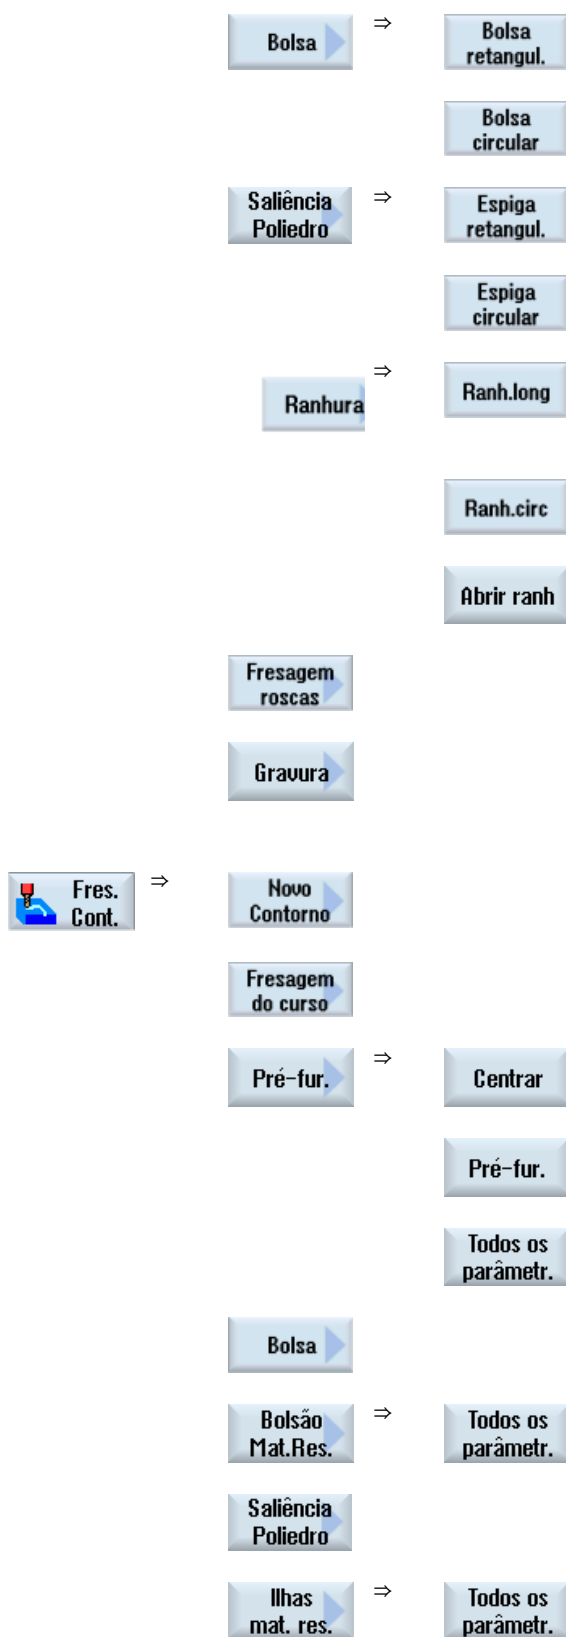 Bolsa
⇒
Bolsa
retangul.
Bolsa
circular
Saliência
Poliedro
⇒
Espiga
retangul.
Espiga
circular
Ranhura
⇒
Ranh.long
Ranh.circ
Abrir ranh
Fresagem
roscas
Gravura
Fres.
Cont.
⇒
Novo
Contorno
Fresagem
do curso
Pré-fur.
⇒
Centrar
Pré-fur.
Todos os
parâmetr.
Bolsa
Bolsão
Mat.Res.
⇒
Todos os
parâmetr.
Saliência
Poliedro
Ilhas
mat. res.
⇒
Todos os
parâmetr.